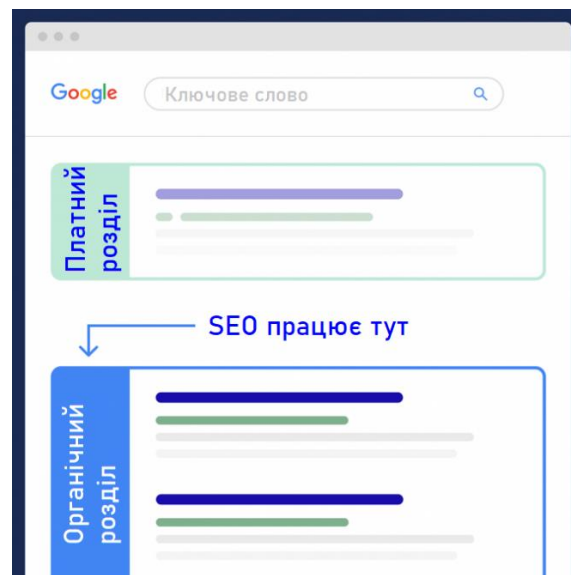 Google
Ключове слово
Платний
розділ
SEO працює тут
Органічний
розділ